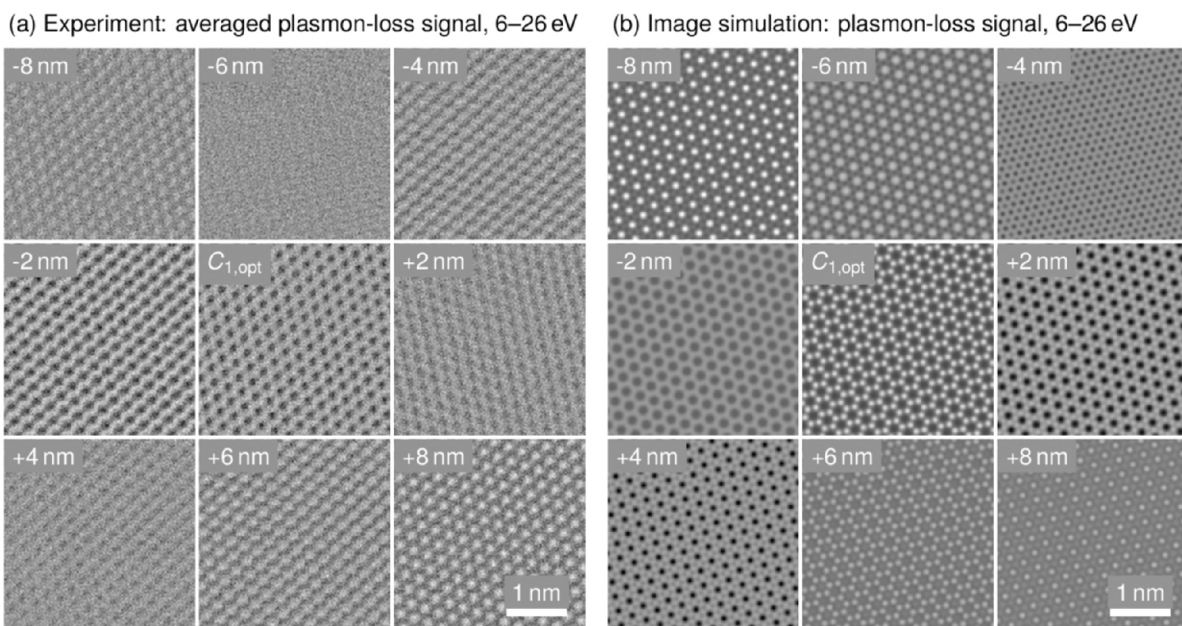 (a) Experiment: averaged plasmon-loss signal, 6–26 eV
-8 nm
-6 nm
-4 nm
-2 nm
C1,opt
+2 nm
+4 nm
+6 nm
+8 nm
1 nm
(b) Image simulation: plasmon-loss signal, 6–26 eV
-8 nm
-6 nm
-4 nm
-2 nm
C1,opt
+2 nm
+4 nm
+6 nm
+8 nm
1 nm